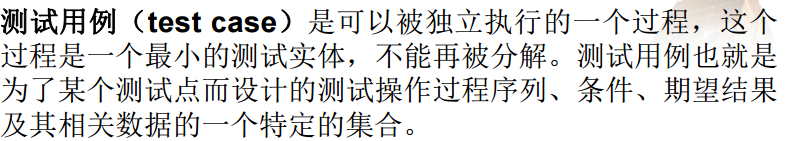 测试用例（test case）是可以被独立执行的一个过程，这个
过程是一个最小的测试实体，不能再被分解。测试用例也就是
为了某个测试点而设计的测试操作过程序列、条件、期望结果
及其相关数据的一个特定的集合。